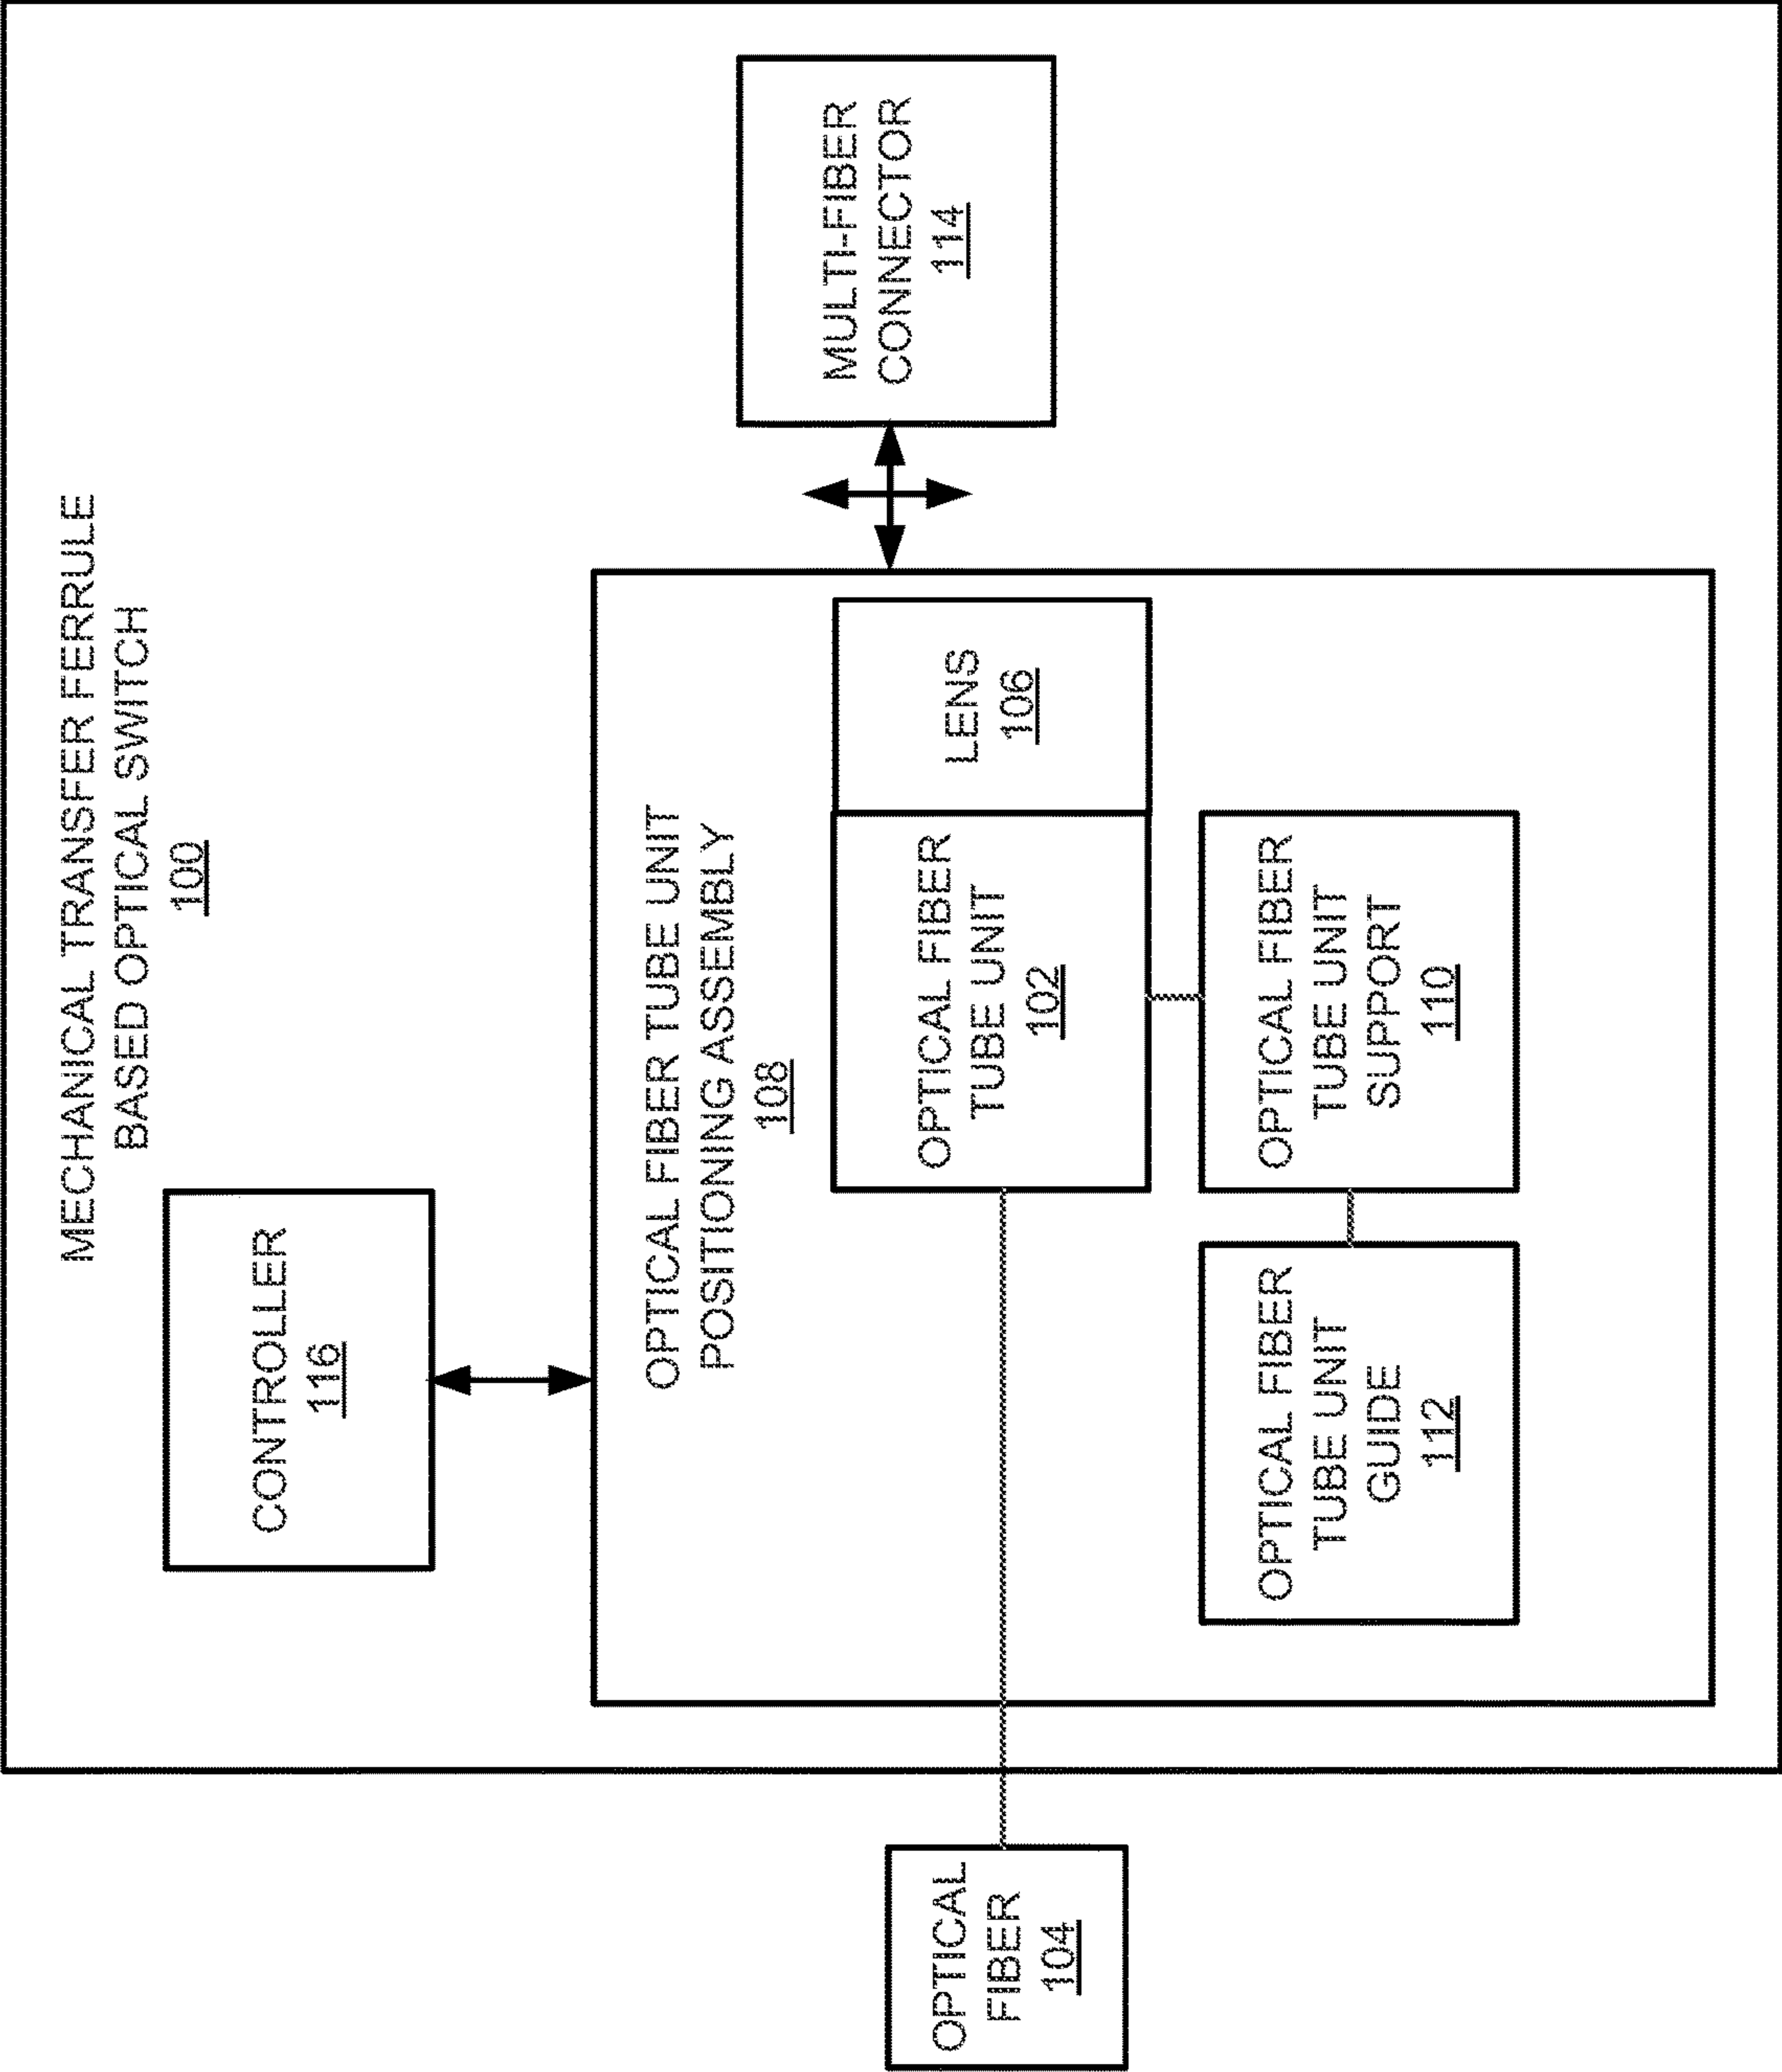 MECHANICAL TRANSFER FERRULE
BASED OPTICAL SWITCH
100
CONTROLLER
116
OPTICAL FIBER TUBE UNIT
POSITIONING ASSEMBLY
108
MULTI-FIBER
CONNECTOR
114
OPTICAL
FIBER
104
OPTICAL FIBER
TUBE UNIT
102
LENS
106
OPTICAL FIBER
TUBE UNIT
GUIDE
112
OPTICAL FIBER
TUBE UNIT
SUPPORT
110